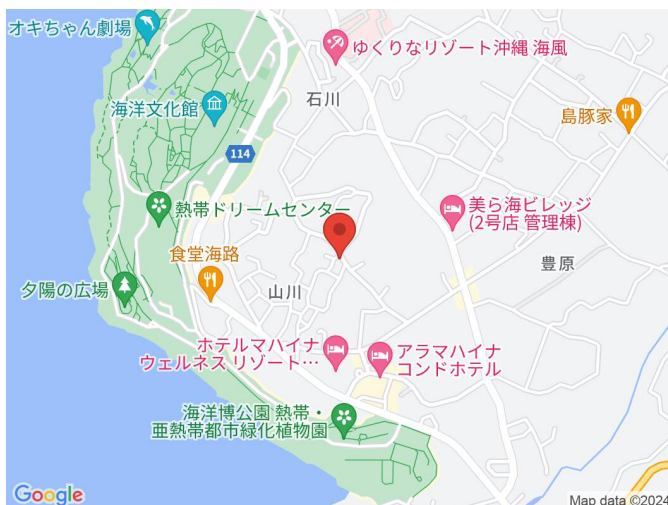 オキちゃん劇場
ゆくりなリゾート沖縄 海風
石川
海洋文化館
島豚家
114
熱帯ドリームセンター
美ら海ビレッジ
(2号店 管理棟)
食堂海路
豊原
夕陽の広場
山川
ホテルマハイナ
ウェルネス リゾート…
アラマハイナ
コンドホテル
海洋博公園 熱帯・
亜熱帯都市緑化植物園
Google
Map data ©2024